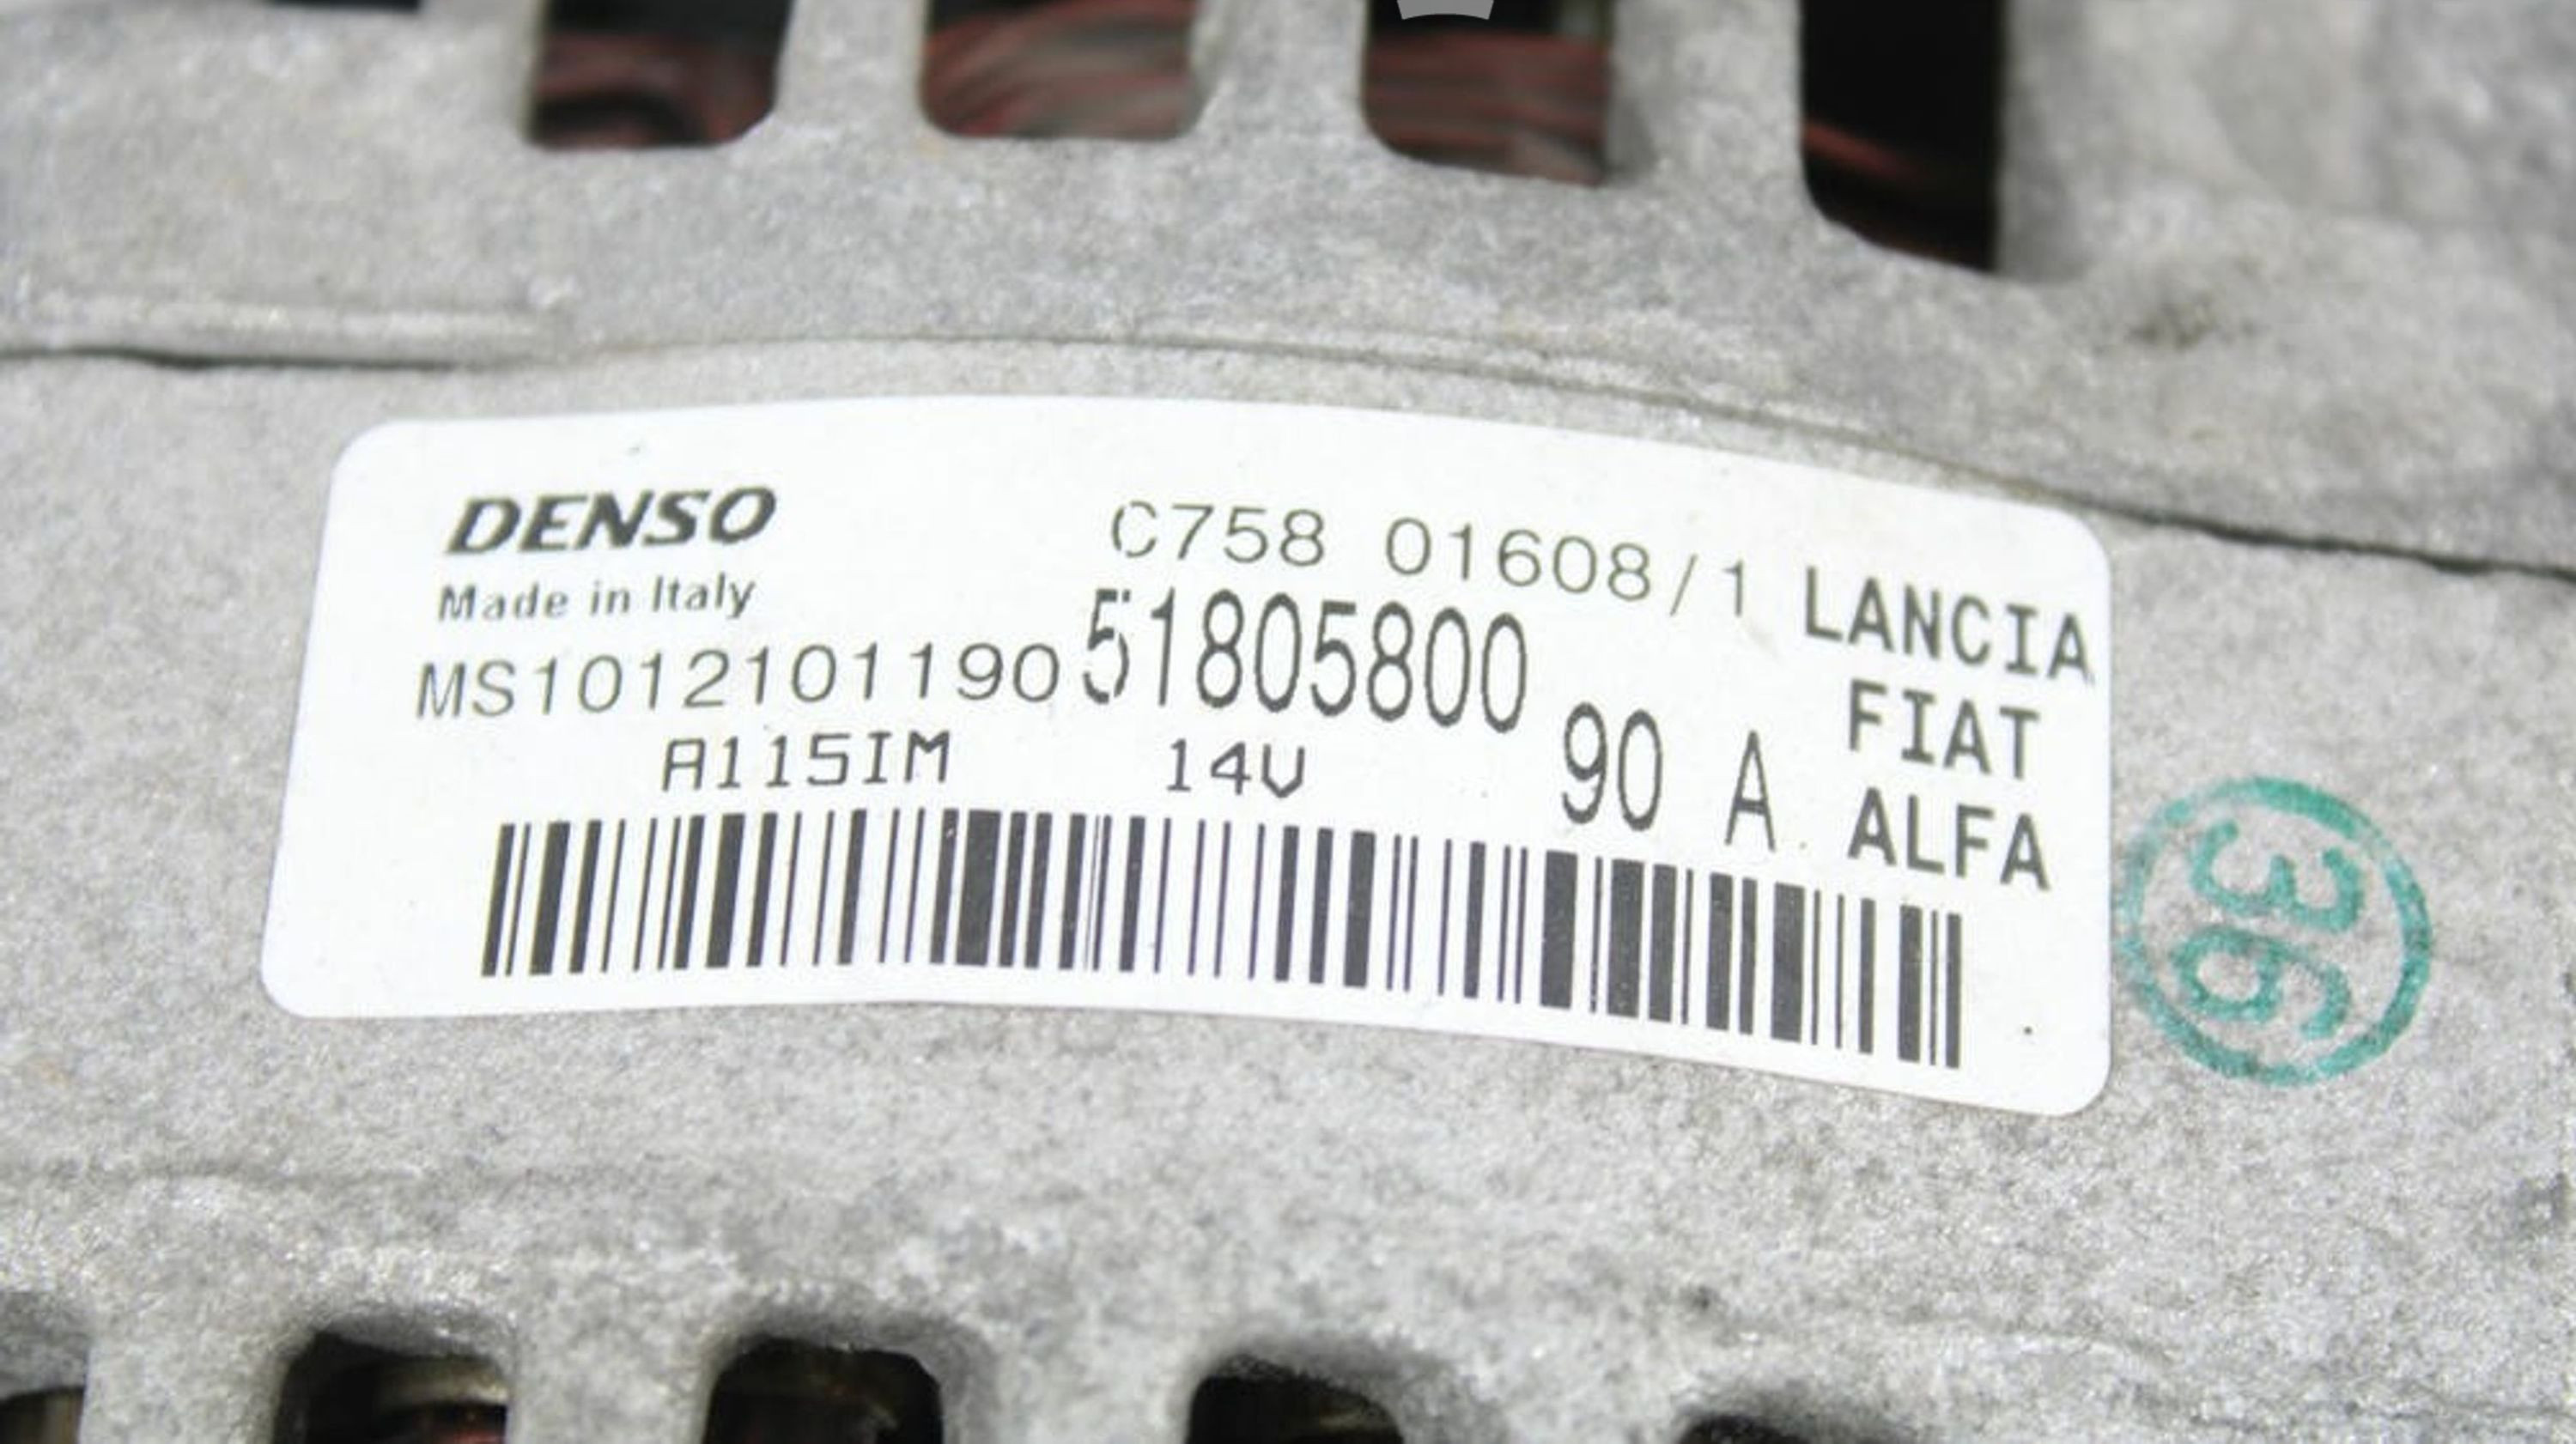 DENSO
Made in Italy
C758 01608/1
MS1012101190
51805800
A115IM
14V
90 A
LANCIA
FIAT
ALFA
36